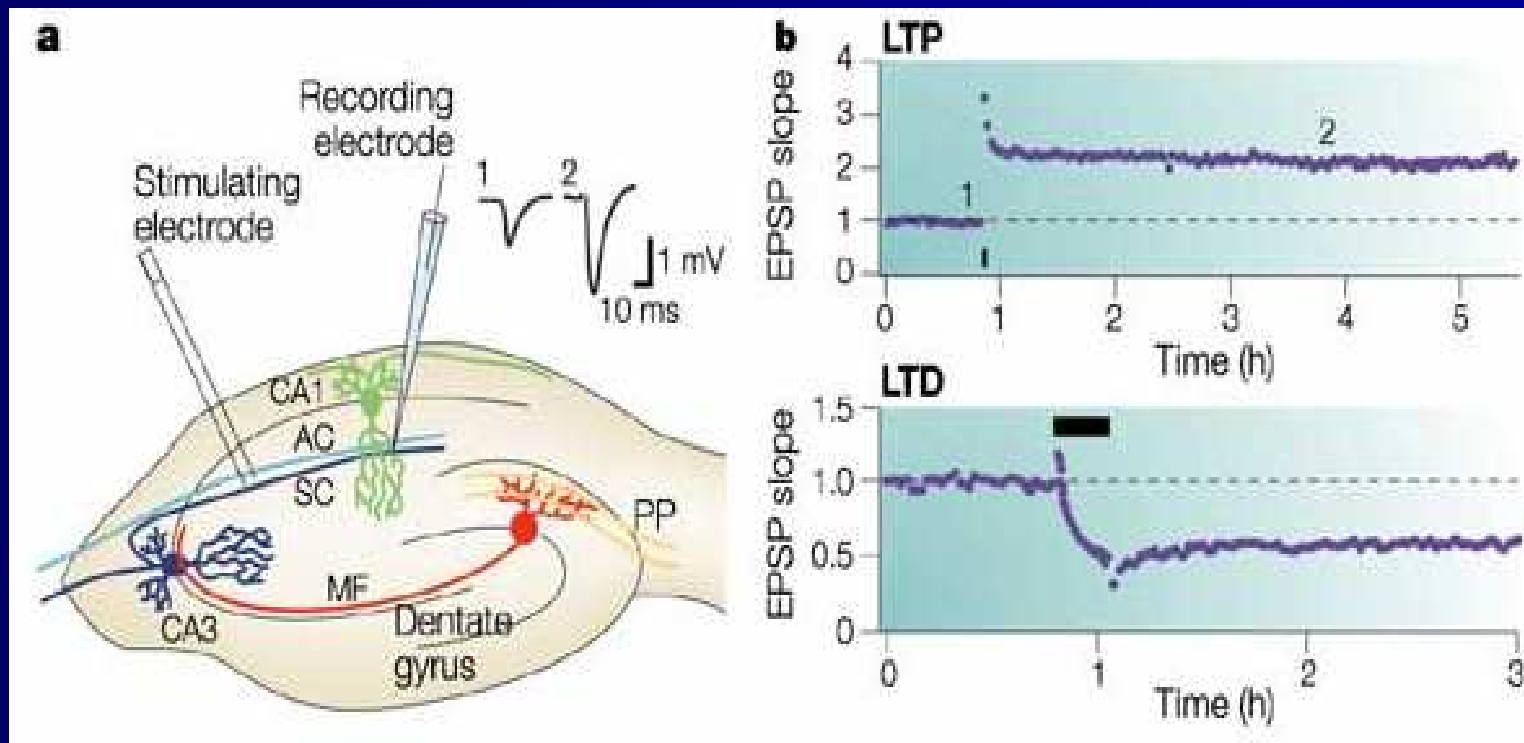 a
Recording
electrode
Stimulating
electrode
1
2
1 mV
10 ms
CA1
AC
SC
PP
MF
CA3
Dentate
gyrus
b
LTP
EPSP slope
4
3
2
1
0
1
2
0
1
2
3
4
5
Time (h)
LTD
EPSP slope
1.5
1.0
0.5
0
0
1
2
3
Time (h)